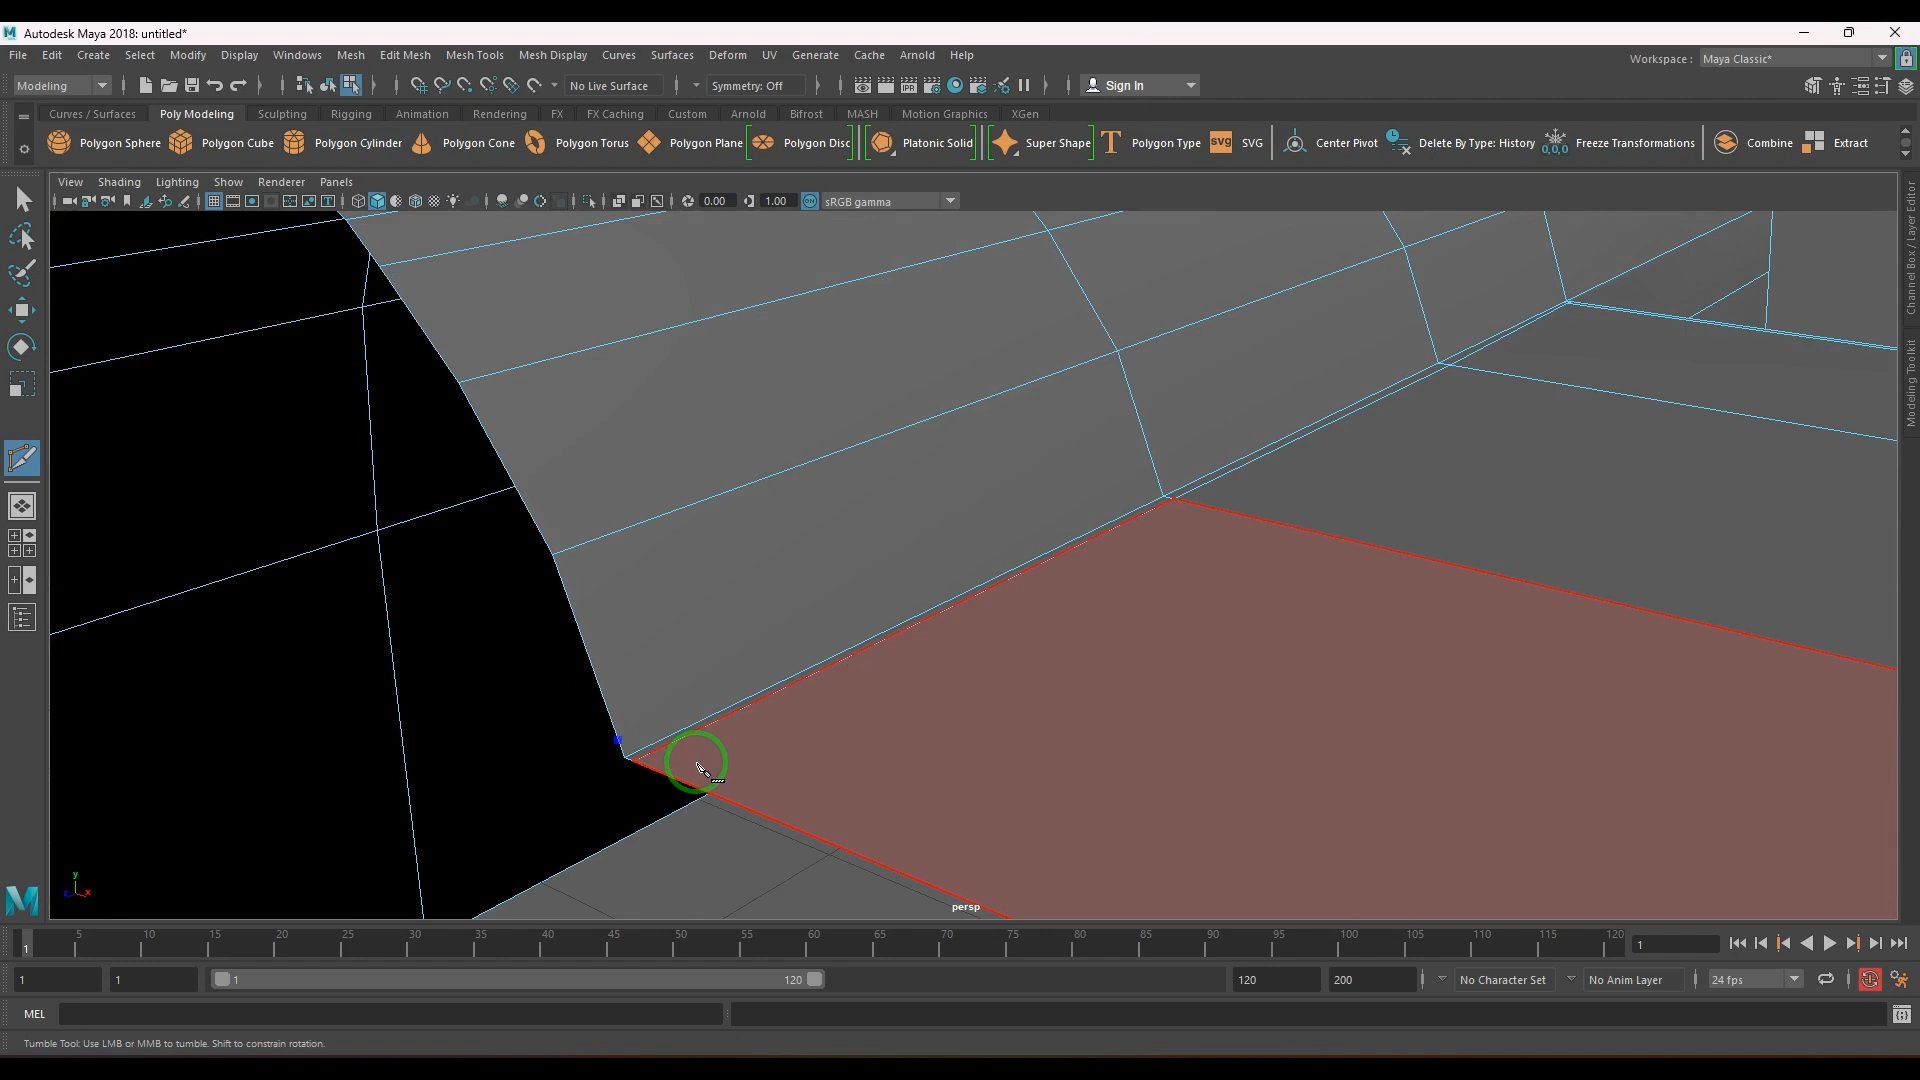 Autodesk Maya 2018: untitled*
File Edit Create Select Modify Display Windows Mesh Edit Mesh Mesh Tools Mesh Display Curves Surfaces Deform UV Generate Cache Arnold Help
Workspace : Maya Classic*
Modeling No Live Surface Symmetry: Off IPR Sign In
Curves / Surfaces Poly Modeling Sculpting Rigging Animation Rendering FX FX Caching Custom Arnold Bifrost MASH Motion Graphics XGen
Polygon Sphere Polygon Cube Polygon Cylinder Polygon Cone Polygon Torus Polygon Plane Polygon Disc Platonic Solid Super Shape Polygon Type SVG SVG Center Pivot Delete By Type: History 0,0,0 Freeze Transformations Combine Extract
View Shading Lighting Show Renderer Panels
0.00 1.00 ON sRGB gamma
Channel Box / Layer Editor
Modeling Toolkit
y
z x
persp
5 10 15 20 25 30 35 40 45 50 55 60 65 70 75 80 85 90 95 100 105 110 115 120
1 1
1 1 1 120 120 200 No Character Set No Anim Layer 24 fps
MEL
Tumble Tool: Use LMB or MMB to tumble. Shift to constrain rotation.